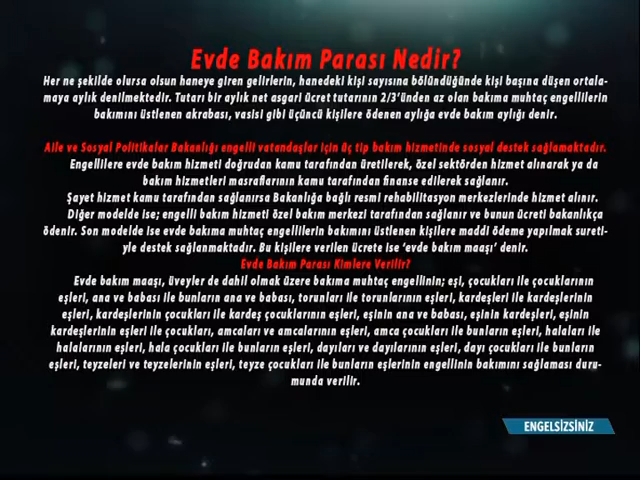 Evde Bakım Parası Nedir?
Her ne şekilde olursa olsun haneye giren gelirlerin, hanedeki kişi sayısına bölündüğünde kişi başına düşen ortala-
maya aylık denilmektedir. Tutarı bir aylık net asgari ücret tutarının 2/3'ünden az olan bakıma muhtaç engellilerin
bakımını üstlenen akrabası, vasisi gibi üçüncü kişilere ödenen aylığa evde bakım aylığı denir.
Aile ve Sosyal Politikalar Bakanlığı engelli vatandaşlar için üç tip bakım hizmetinde sosyal destek sağlamaktadır.
Engellilere evde bakım hizmeti doğrudan kamu tarafından üretilerek, özel sektörden hizmet alınarak ya da
bakım hizmetleri masraflarının kamu tarafından finanse edilerek sağlanır.
Şayet hizmet kamu tarafından sağlanırsa Bakanlığa bağlı resmi rehabilitasyon merkezlerinde hizmet alınır.
Diğer modelde ise; engelli bakım hizmeti özel bakım merkezi tarafından sağlanır ve bunun ücreti bakanlıkça
ödenir. Son modelde ise evde bakıma muhtaç engellilerin bakımını üstlenen kişilere maddi ödeme yapılmak sureti-
yle destek sağlanmaktadır. Bu kişilere verilen ücrete ise 'evde bakım maaşı' denir.
Evde Bakım Parası Kimlere Verilir?
Evde bakım maaşı, üveyler de dahil olmak üzere bakıma muhtaç engellinin; eşi, çocukları ile çocuklarının
eşleri, ana ve babası ile bunların ana ve babası, torunları ile torunlarının eşleri, kardeşleri ile kardeşlerinin
eşleri, kardeşlerinin çocukları ile kardeş çocuklarının eşleri, eşinin ana ve babası, eşinin kardeşleri, eşinin
kardeşlerinin eşleri ile çocukları, amcaları ve amcalarının eşleri, amca çocukları ile bunların eşleri, halaları ile
halalarının eşleri, hala çocukları ile bunların eşleri, dayıları ve dayılarının eşleri, dayı çocukları ile bunların
eşleri, teyzeleri ve teyzelerinin eşleri, teyze çocukları ile bunların eşlerinin engellinin bakımını sağlaması duru-
munda verilir.
ENGELSİZSİNİZ